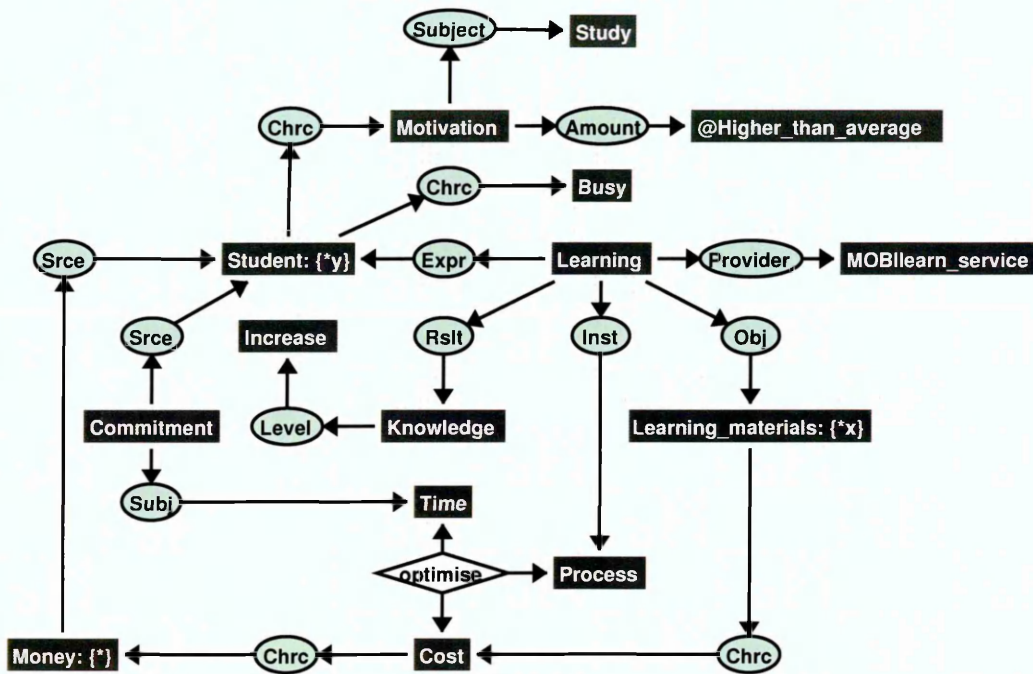 Subject
Study
Chrc
Motivation
Amount
@Higher_than_average
Chrc
Busy
Srce
Student: {*y}
Expr
Learning
Provider
MOBIlearn_service
Srce
Increase
Rslt
Inst
Obj
Commitment
Level
Knowledge
Learning_materials: {*x}
Subj
Time
optimise
Process
Money: {*}
Chrc
Cost
Chrc